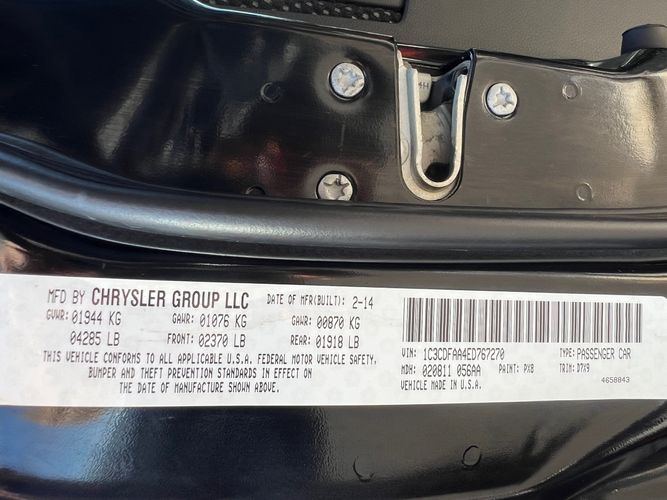 MFD BY CHRYSLER GROUP LLC DATE OF MFR(BUILT): 2-14
GVWR: 01944 KG GAWR: 01076 KG GAWR: 00870 KG
04285 LB FRONT: 02370 LB REAR: 01918 LB
THIS VEHICLE CONFORMS TO ALL APPLICABLE U.S.A. FEDERAL MOTOR VEHICLE SAFETY,
BUMPER AND THEFT PREVENTION STANDARDS IN EFFECT ON
THE DATE OF MANUFACTURE SHOWN ABOVE.
VIN: 1C3CDFAA4ED767270 TYPE: PASSENGER CAR
MDH: 020811 056AA PAINT: PX8 TRIM: D7X9
VEHICLE MADE IN U.S.A. 4658843